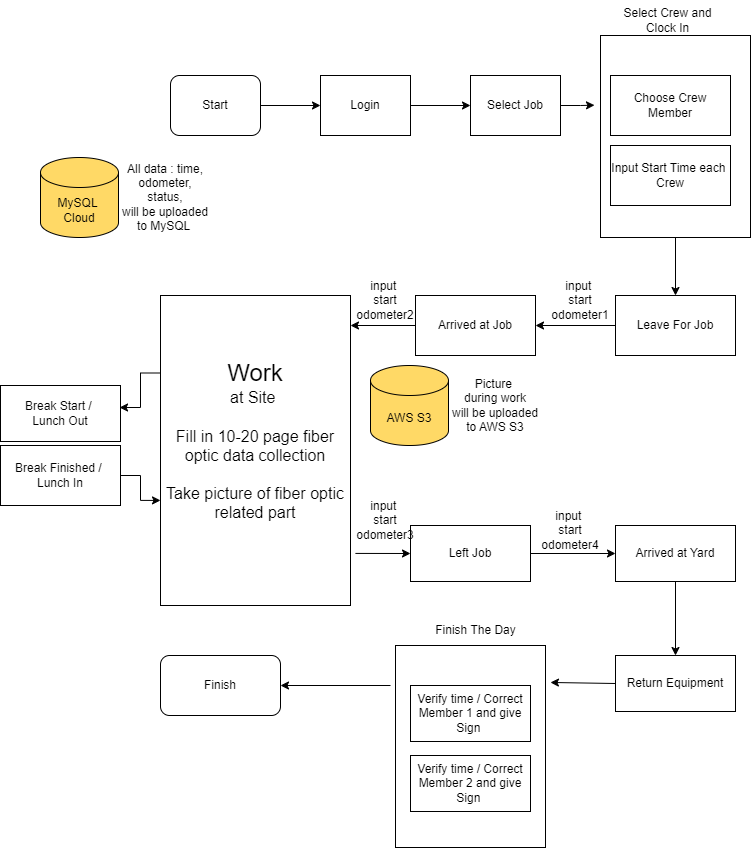 Select Crew and
Clock In
Start
Login
Select Job
Choose Crew
Member
Input Start Time each
Crew
MySQL
Cloud
All data : time,
odometer,
status,
will be uploaded
to MySQL
input
start
odometer2
input
start
odometer1
Arrived at Job
Leave For Job
Work
at Site
Fill in 10-20 page fiber
optic data collection
Take picture of fiber optic
related part
Break Start /
Lunch Out
Break Finished /
Lunch In
AWS S3
Picture
during work
will be uploaded
to AWS S3
input
start
odometer3
Left Job
input
start
odometer4
Arrived at Yard
Finish The Day
Finish
Return Equipment
Verify time / Correct
Member 1 and give
Sign
Verify time / Correct
Member 2 and give
Sign